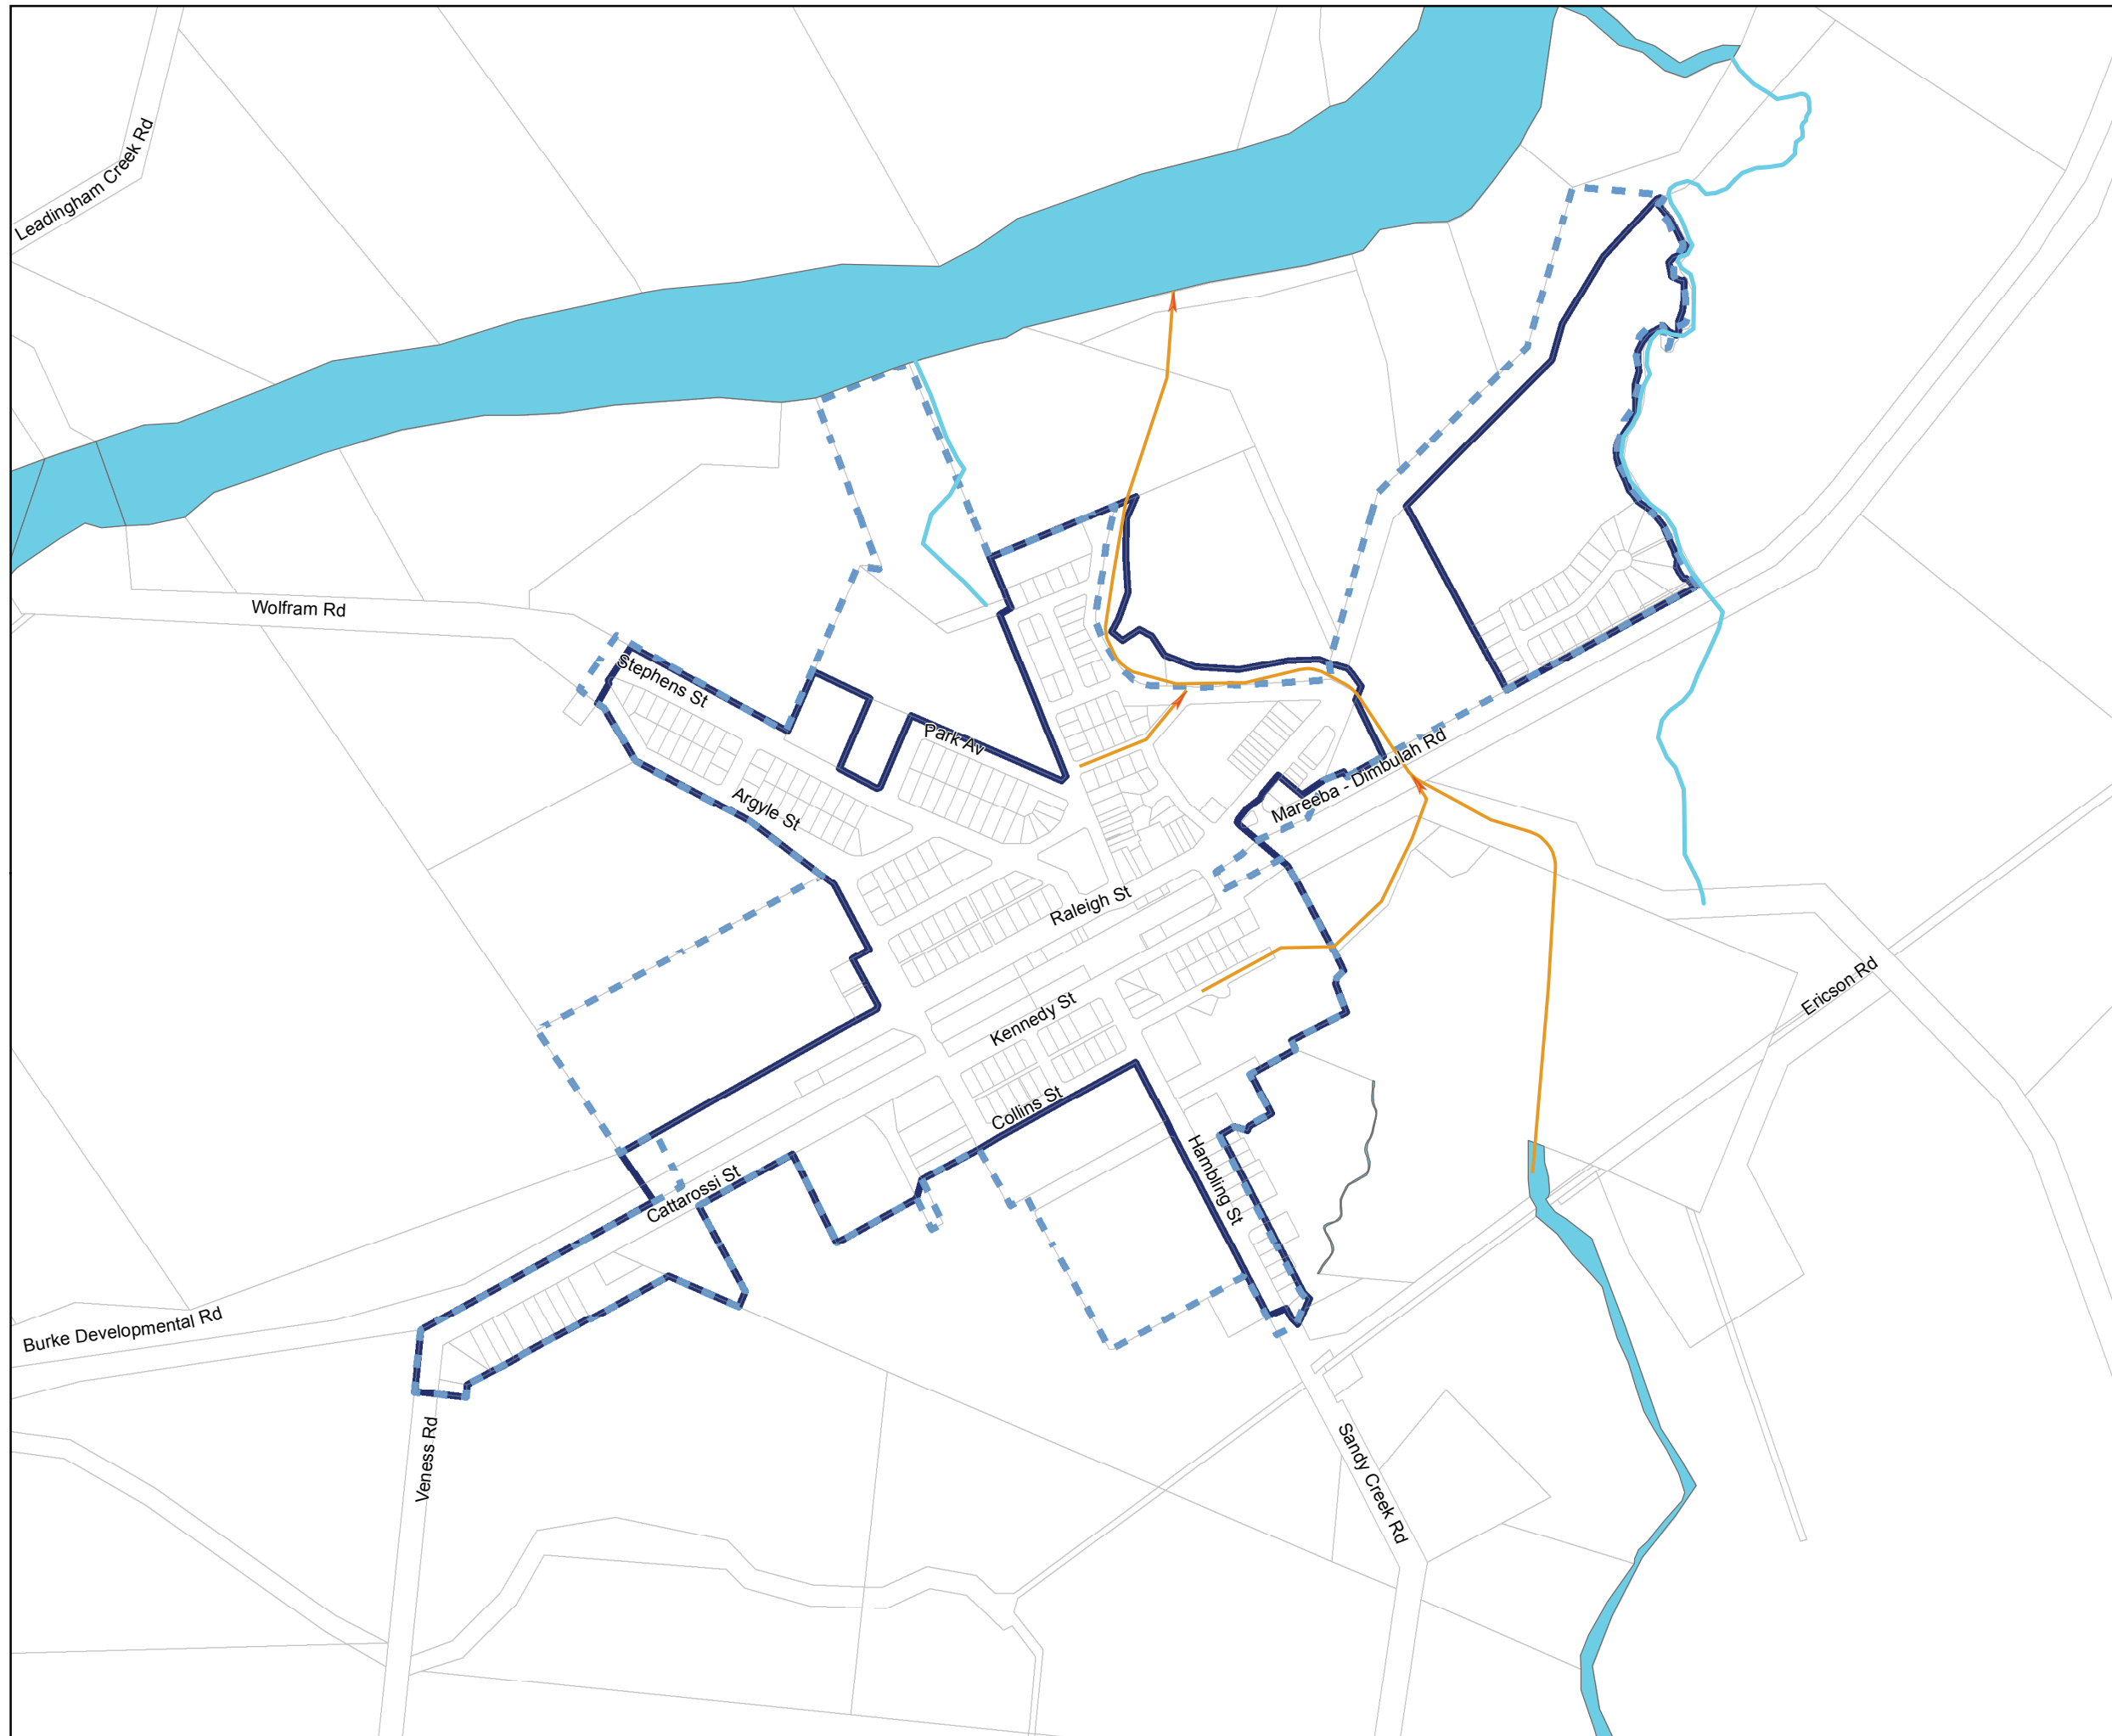 Leadingham Creek Rd
Wolfram Rd
Stephens St
Park Av
Mareeba - Dimbulah Rd
Argyle St
Raleigh St
Ericson Rd
Kennedy St
Collins St
Hambling St
Cattarossi St
Burke Developmental Rd
Veness Rd
Sandy Creek Rd